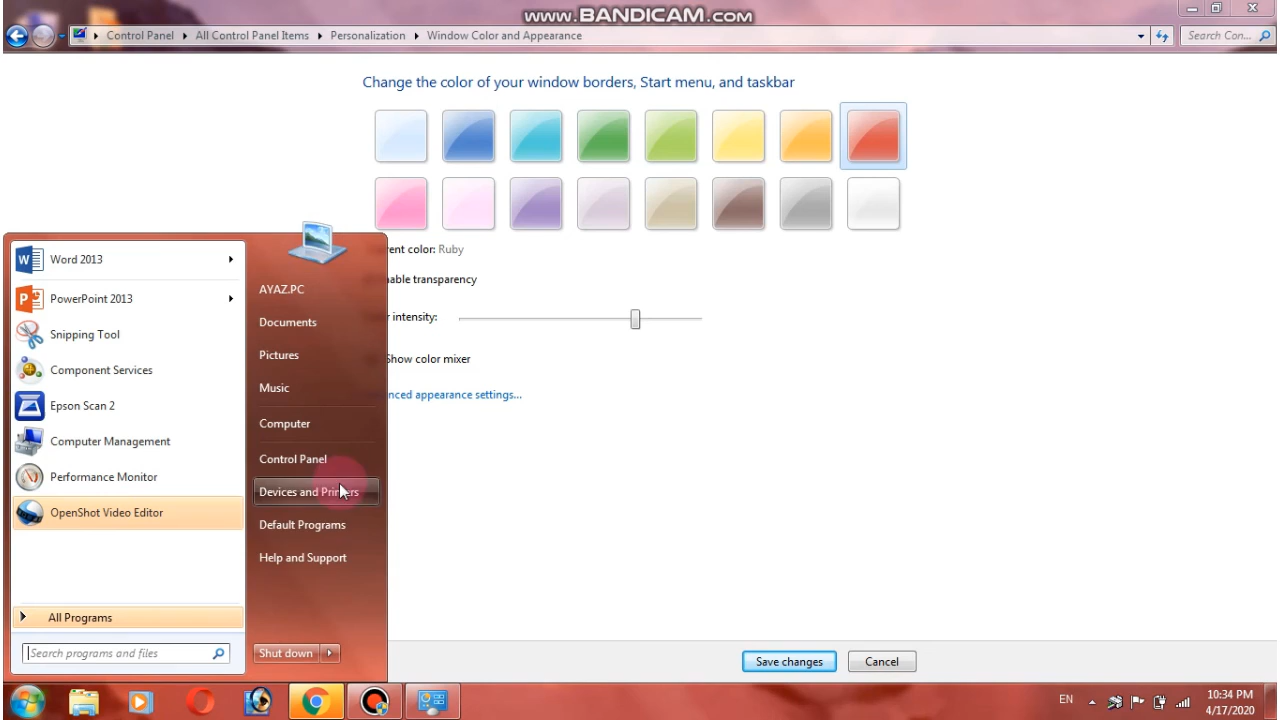 www.BANDICAM.com
Control Panel All Control Panel Items Personalization Window Color and Appearance
Search Con...
Change the color of your window borders, Start menu, and taskbar
ent color: Ruby
able transparency
intensity:
Show color mixer
nced appearance settings...
Word 2013
PowerPoint 2013
Snipping Tool
Component Services
Epson Scan 2
Computer Management
Performance Monitor
OpenShot Video Editor
All Programs
Search programs and files
AYAZ.PC
Documents
Pictures
Music
Computer
Control Panel
Devices and Printers
Default Programs
Help and Support
Shut down
Save changes
Cancel
EN
10:34 PM
4/17/2020